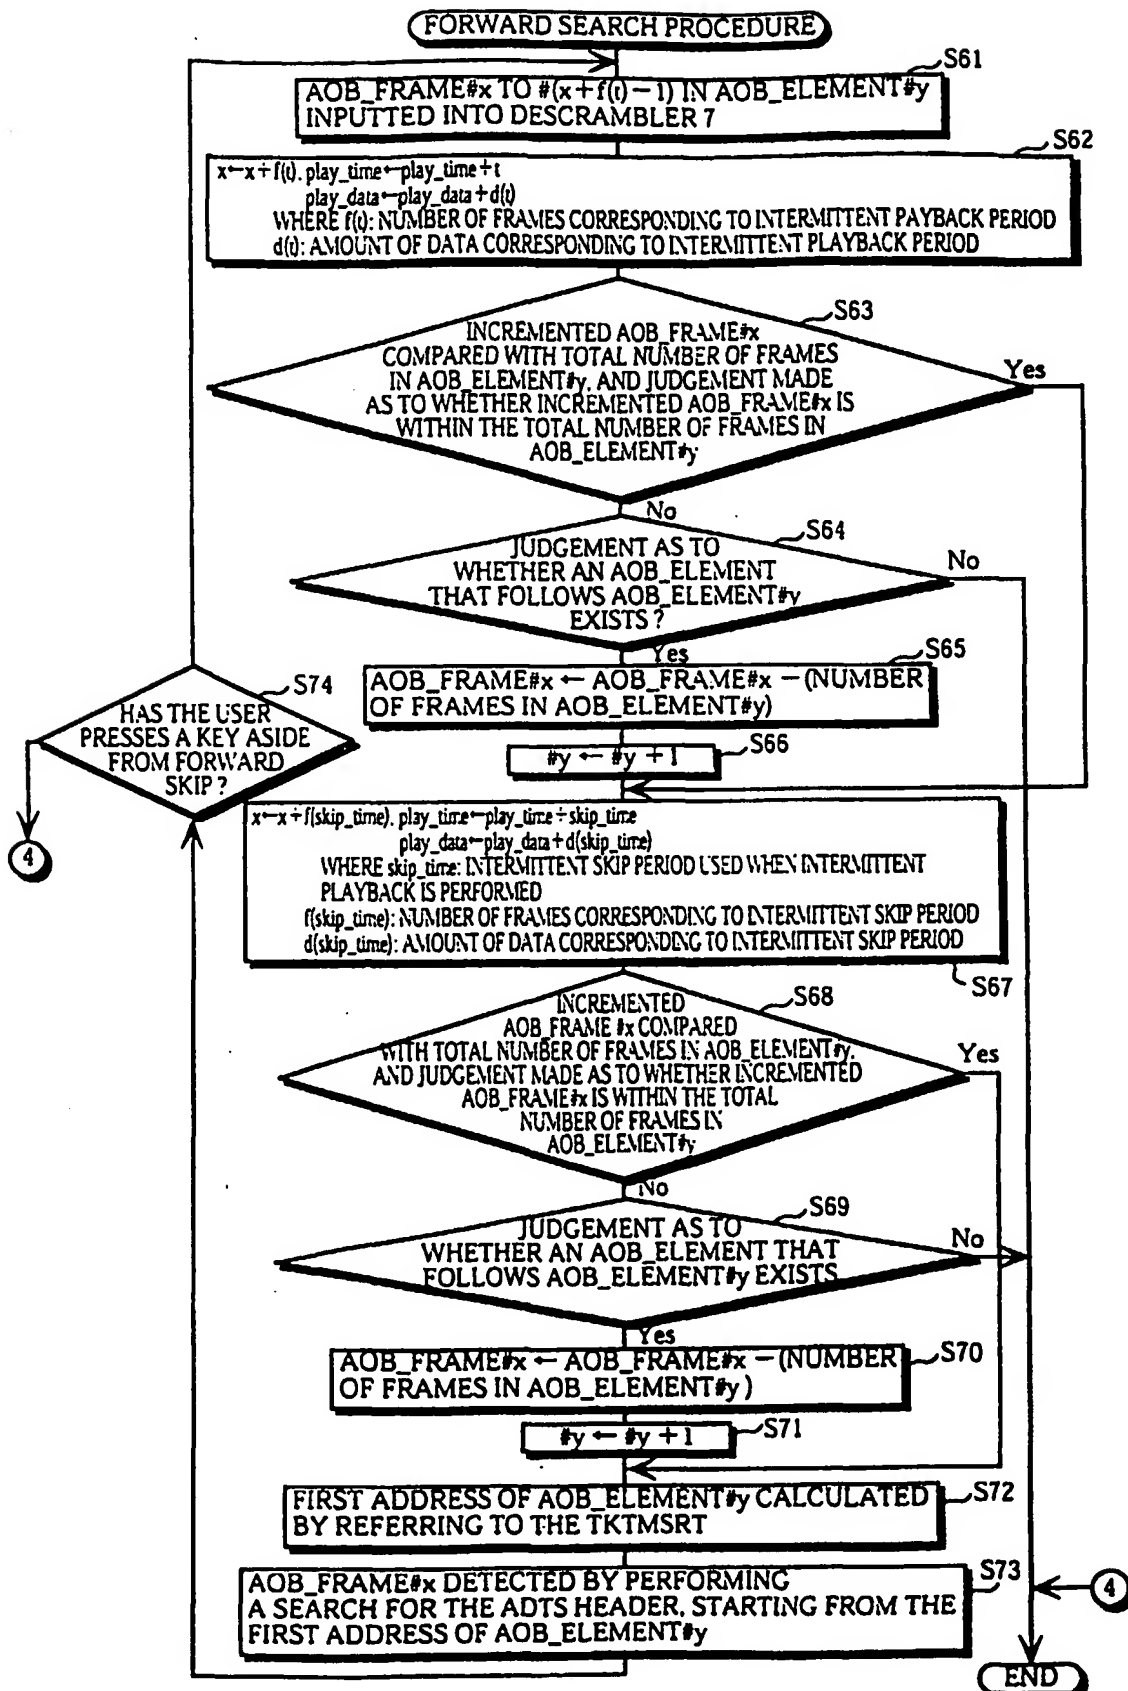 FORWARD SEARCH PROCEDURE
S61
AOB_FRAME#x TO #(x+f(t)−1) IN AOB_ELEMENT#y
INPUTTED INTO DESCRAMBLER 7
S62
x←x+f(t), play_time←play_time+t
play_data←play_data+d(t)
WHERE f(t): NUMBER OF FRAMES CORRESPONDING TO INTERMITTENT PAYBACK PERIOD
d(t): AMOUNT OF DATA CORRESPONDING TO INTERMITTENT PLAYBACK PERIOD
S63
INCREMENTED AOB_FRAME#x
COMPARED WITH TOTAL NUMBER OF FRAMES
IN AOB_ELEMENT#y, AND JUDGEMENT MADE
AS TO WHETHER INCREMENTED AOB_FRAME#x IS
WITHIN THE TOTAL NUMBER OF FRAMES IN
AOB_ELEMENT#y
Yes
No
S64
JUDGEMENT AS TO
WHETHER AN AOB_ELEMENT
THAT FOLLOWS AOB_ELEMENT#y
EXISTS ?
No
Yes
S65
AOB_FRAME#x ← AOB_FRAME#x − (NUMBER
OF FRAMES IN AOB_ELEMENT#y)
S66
#y ← #y + 1
S74
HAS THE USER
PRESSES A KEY ASIDE
FROM FORWARD
SKIP ?
4
x←x+f(skip_time), play_time←play_time+skip_time
play_data←play_data+d(skip_time)
WHERE skip_time: INTERMITTENT SKIP PERIOD USED WHEN INTERMITTENT
PLAYBACK IS PERFORMED
f(skip_time): NUMBER OF FRAMES CORRESPONDING TO INTERMITTENT SKIP PERIOD
d(skip_time): AMOUNT OF DATA CORRESPONDING TO INTERMITTENT SKIP PERIOD
S67
S68
INCREMENTED
AOB_FRAME #x COMPARED
WITH TOTAL NUMBER OF FRAMES IN AOB_ELEMENT#y,
AND JUDGEMENT MADE AS TO WHETHER INCREMENTED
AOB_FRAME#x IS WITHIN THE TOTAL
NUMBER OF FRAMES IN
AOB_ELEMENT#y
Yes
No
S69
JUDGEMENT AS TO
WHETHER AN AOB_ELEMENT THAT
FOLLOWS AOB_ELEMENT#y EXISTS
No
Yes
AOB_FRAME#x ← AOB_FRAME#x − (NUMBER
OF FRAMES IN AOB_ELEMENT#y )
S70
#y ← #y + 1
S71
FIRST ADDRESS OF AOB_ELEMENT#y CALCULATED
BY REFERRING TO THE TKTMSRT
S72
AOB_FRAME#x DETECTED BY PERFORMING
A SEARCH FOR THE ADTS HEADER, STARTING FROM THE
FIRST ADDRESS OF AOB_ELEMENT#y
S73
4
END